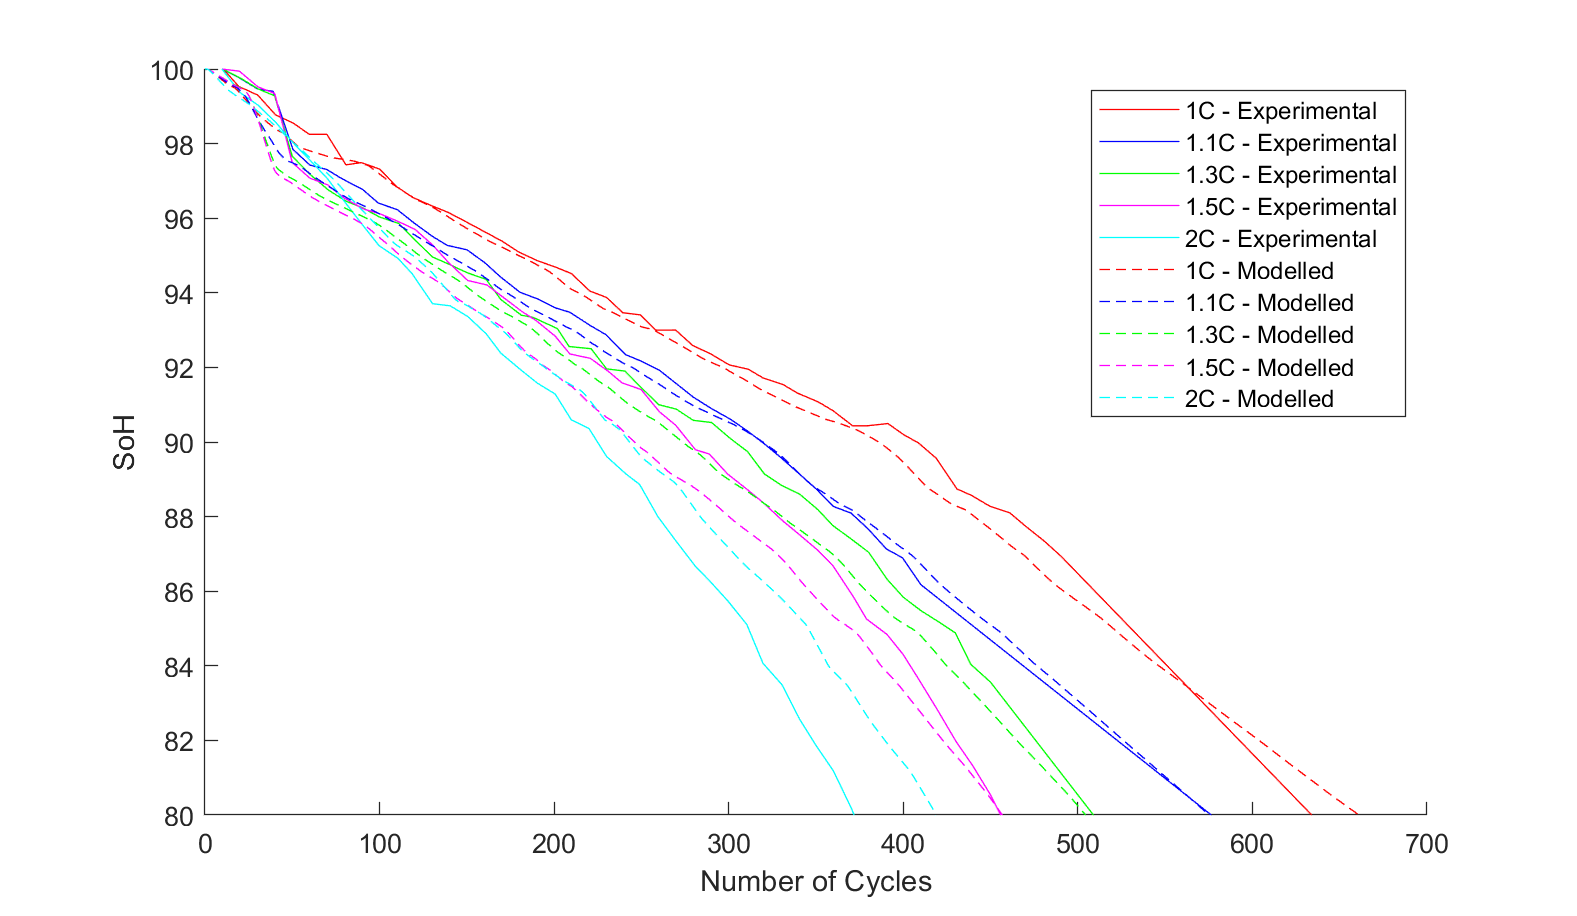 100
98
96
94
92
90
88
86
84
82
80
SoH
0 100 200 300 400 500 600 700
Number of Cycles
1C - Experimental
1.1C - Experimental
1.3C - Experimental
1.5C - Experimental
2C - Experimental
1C - Modelled
1.1C - Modelled
1.3C - Modelled
1.5C - Modelled
2C - Modelled